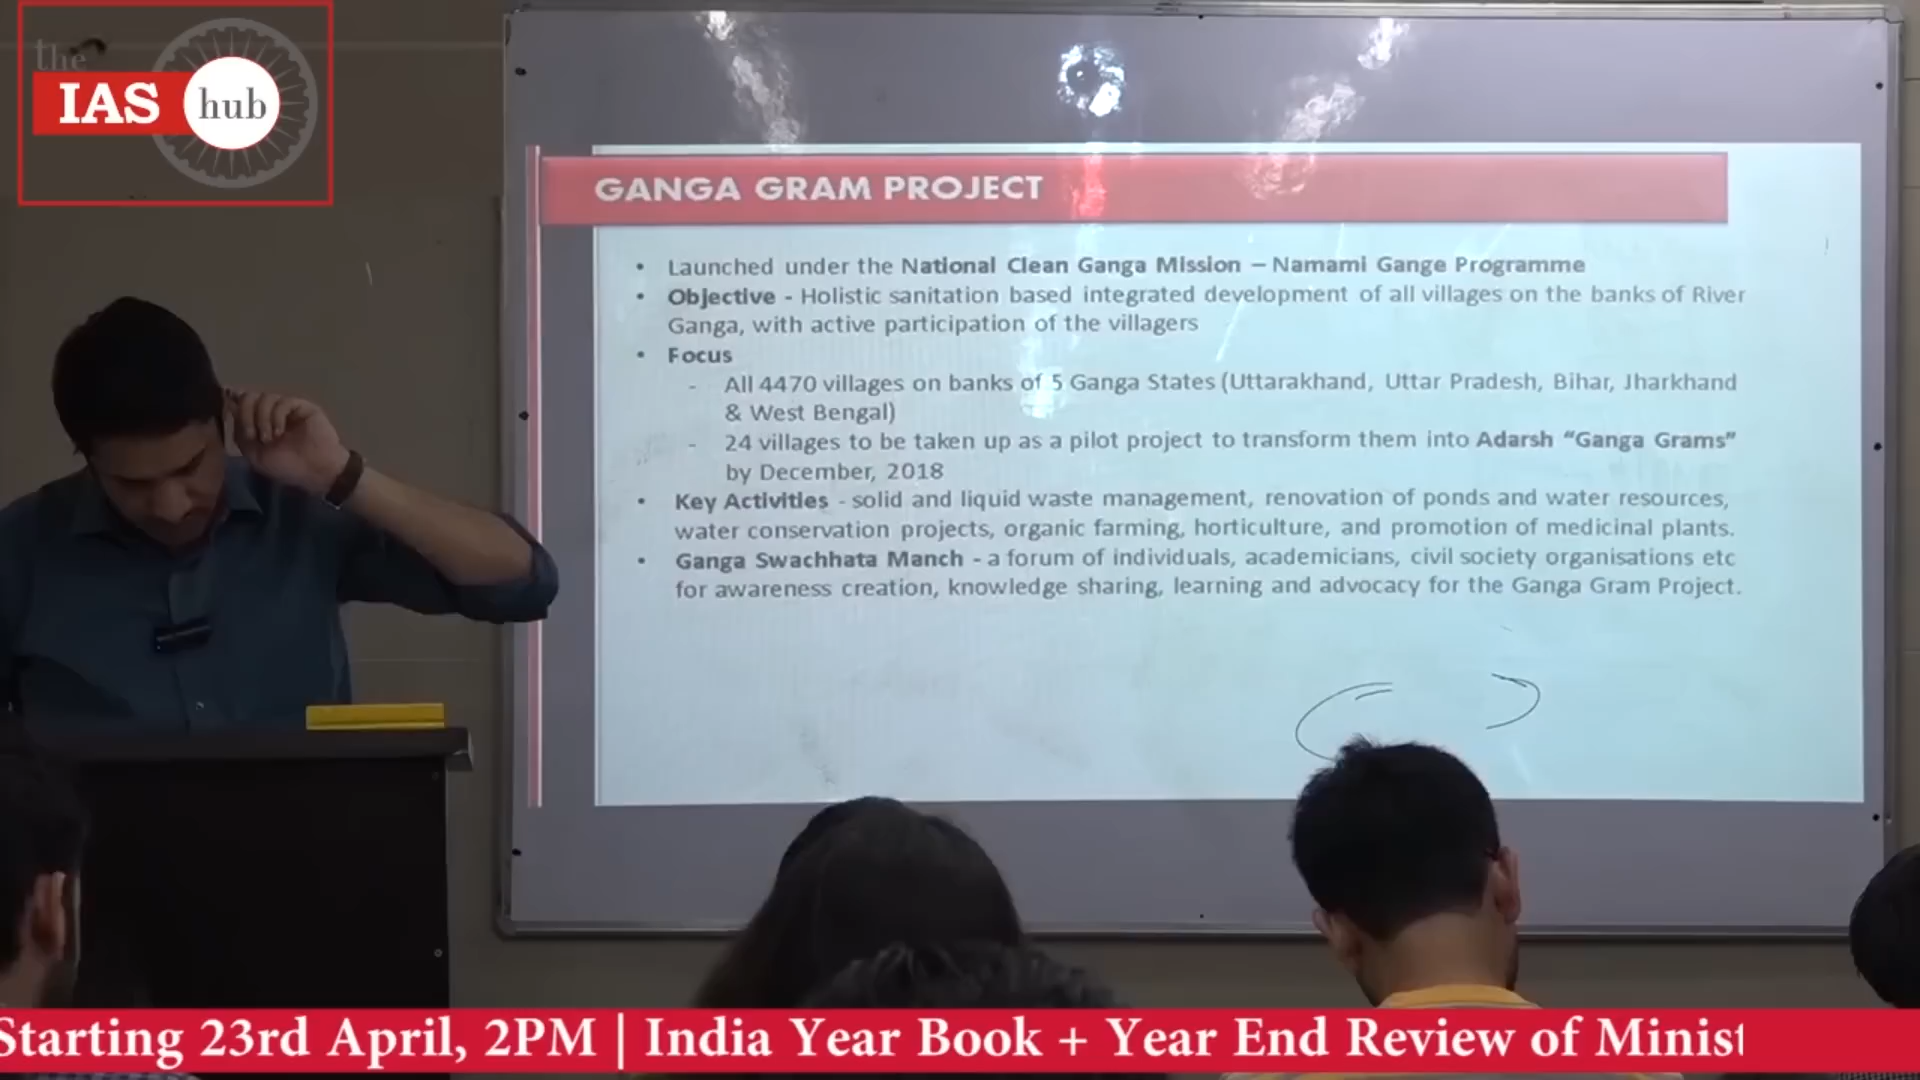 the
IAS hub
GANGA GRAM PROJECT
• Launched under the National Clean Ganga Mission – Namami Gange Programme
• Objective - Holistic sanitation based integrated development of all villages on the banks of River
Ganga, with active participation of the villagers
• Focus
- All 4470 villages on banks of 5 Ganga States (Uttarakhand, Uttar Pradesh, Bihar, Jharkhand
& West Bengal)
- 24 villages to be taken up as a pilot project to transform them into Adarsh “Ganga Grams”
by December, 2018
• Key Activities - solid and liquid waste management, renovation of ponds and water resources,
water conservation projects, organic farming, horticulture, and promotion of medicinal plants.
• Ganga Swachhata Manch - a forum of individuals, academicians, civil society organisations etc
for awareness creation, knowledge sharing, learning and advocacy for the Ganga Gram Project.
Starting 23rd April, 2PM | India Year Book + Year End Review of Minist